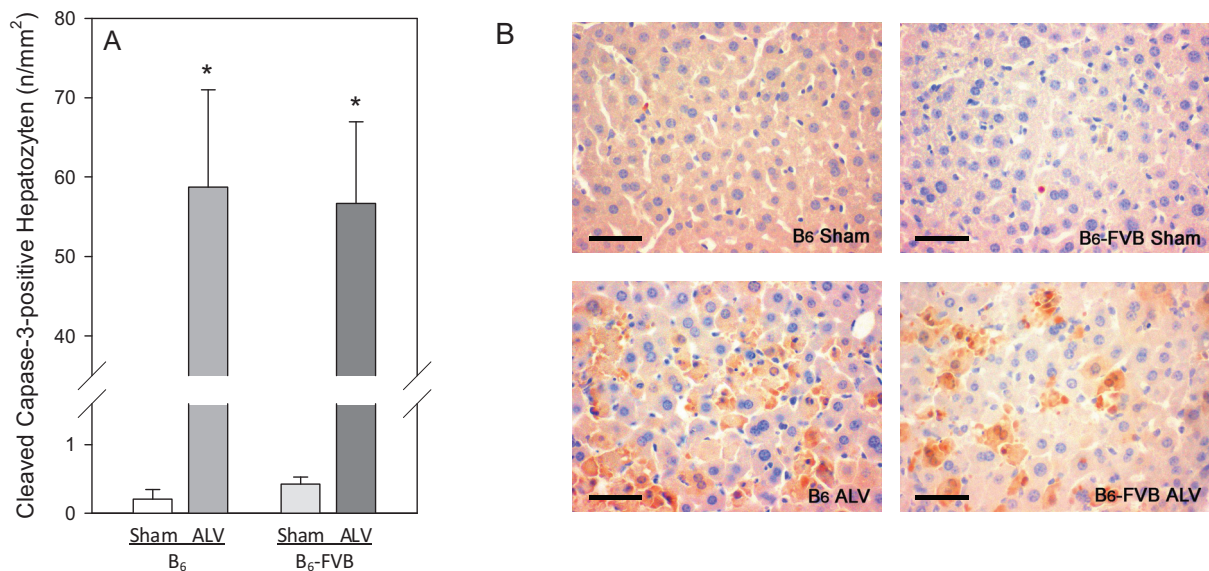 A
Cleaved Capase-3-positive Hepatozyten (n/mm²)
80
70
60
50
40
1
0
*
*
Sham ALV
Sham ALV
B₆
B₆-FVB
B
B6 Sham
B6-FVB Sham
B6 ALV
B6-FVB ALV